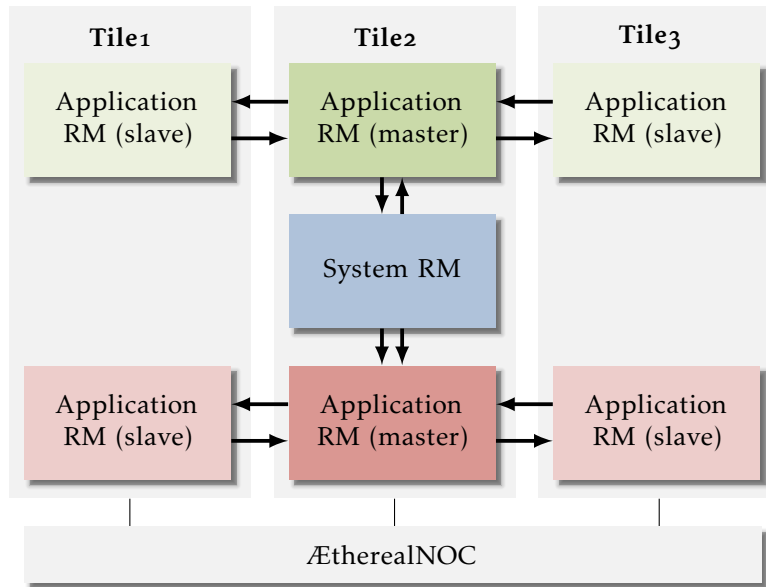 Tile1
Tile2
Tile3
Application
RM (slave)
Application
RM (master)
Application
RM (slave)
System RM
Application
RM (slave)
Application
RM (master)
Application
RM (slave)
ÆtherealNOC